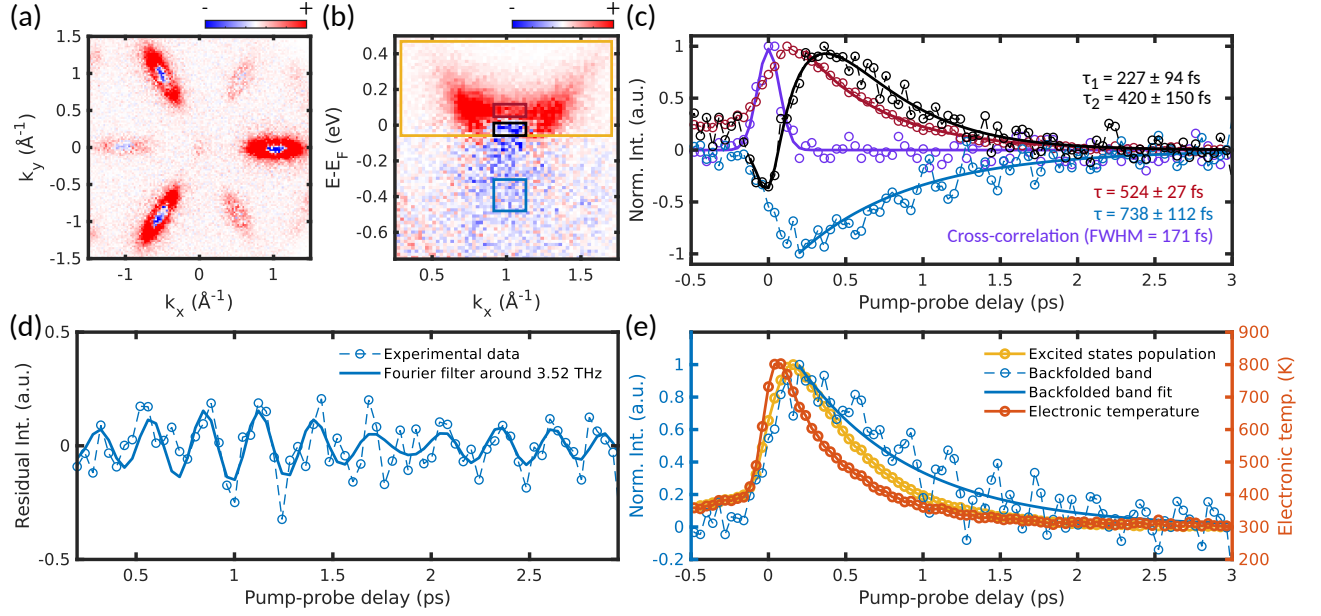 (a)
- +
1.5
1
0.5
0
-0.5
-1
-1.5
-1 0 1
k_y (Å⁻¹)
k_x (Å⁻¹)
(b)
- +
0.4
0.2
0
-0.2
-0.4
-0.6
0.5 1 1.5
E-E_F (eV)
k_x (Å⁻¹)
(c)
1
0.5
0
-0.5
-1
-0.5 0 0.5 1 1.5 2 2.5 3
Norm. Int. (a.u.)
Pump-probe delay (ps)
τ₁ = 227 ± 94 fs
τ₂ = 420 ± 150 fs
τ = 524 ± 27 fs
τ = 738 ± 112 fs
Cross-correlation (FWHM = 171 fs)
(d)
0.5
0
-0.5
0.5 1 1.5 2 2.5
Residual Int. (a.u.)
Pump-probe delay (ps)
Experimental data
Fourier filter around 3.52 THz
(e)
1
0.8
0.6
0.4
0.2
0
-0.2
-0.5 0 0.5 1 1.5 2 2.5 3
Norm. Int. (a.u.)
Pump-probe delay (ps)
Excited states population
Backfolded band
Backfolded band fit
Electronic temperature
900
800
700
600
500
400
300
200
Electronic temp. (K)